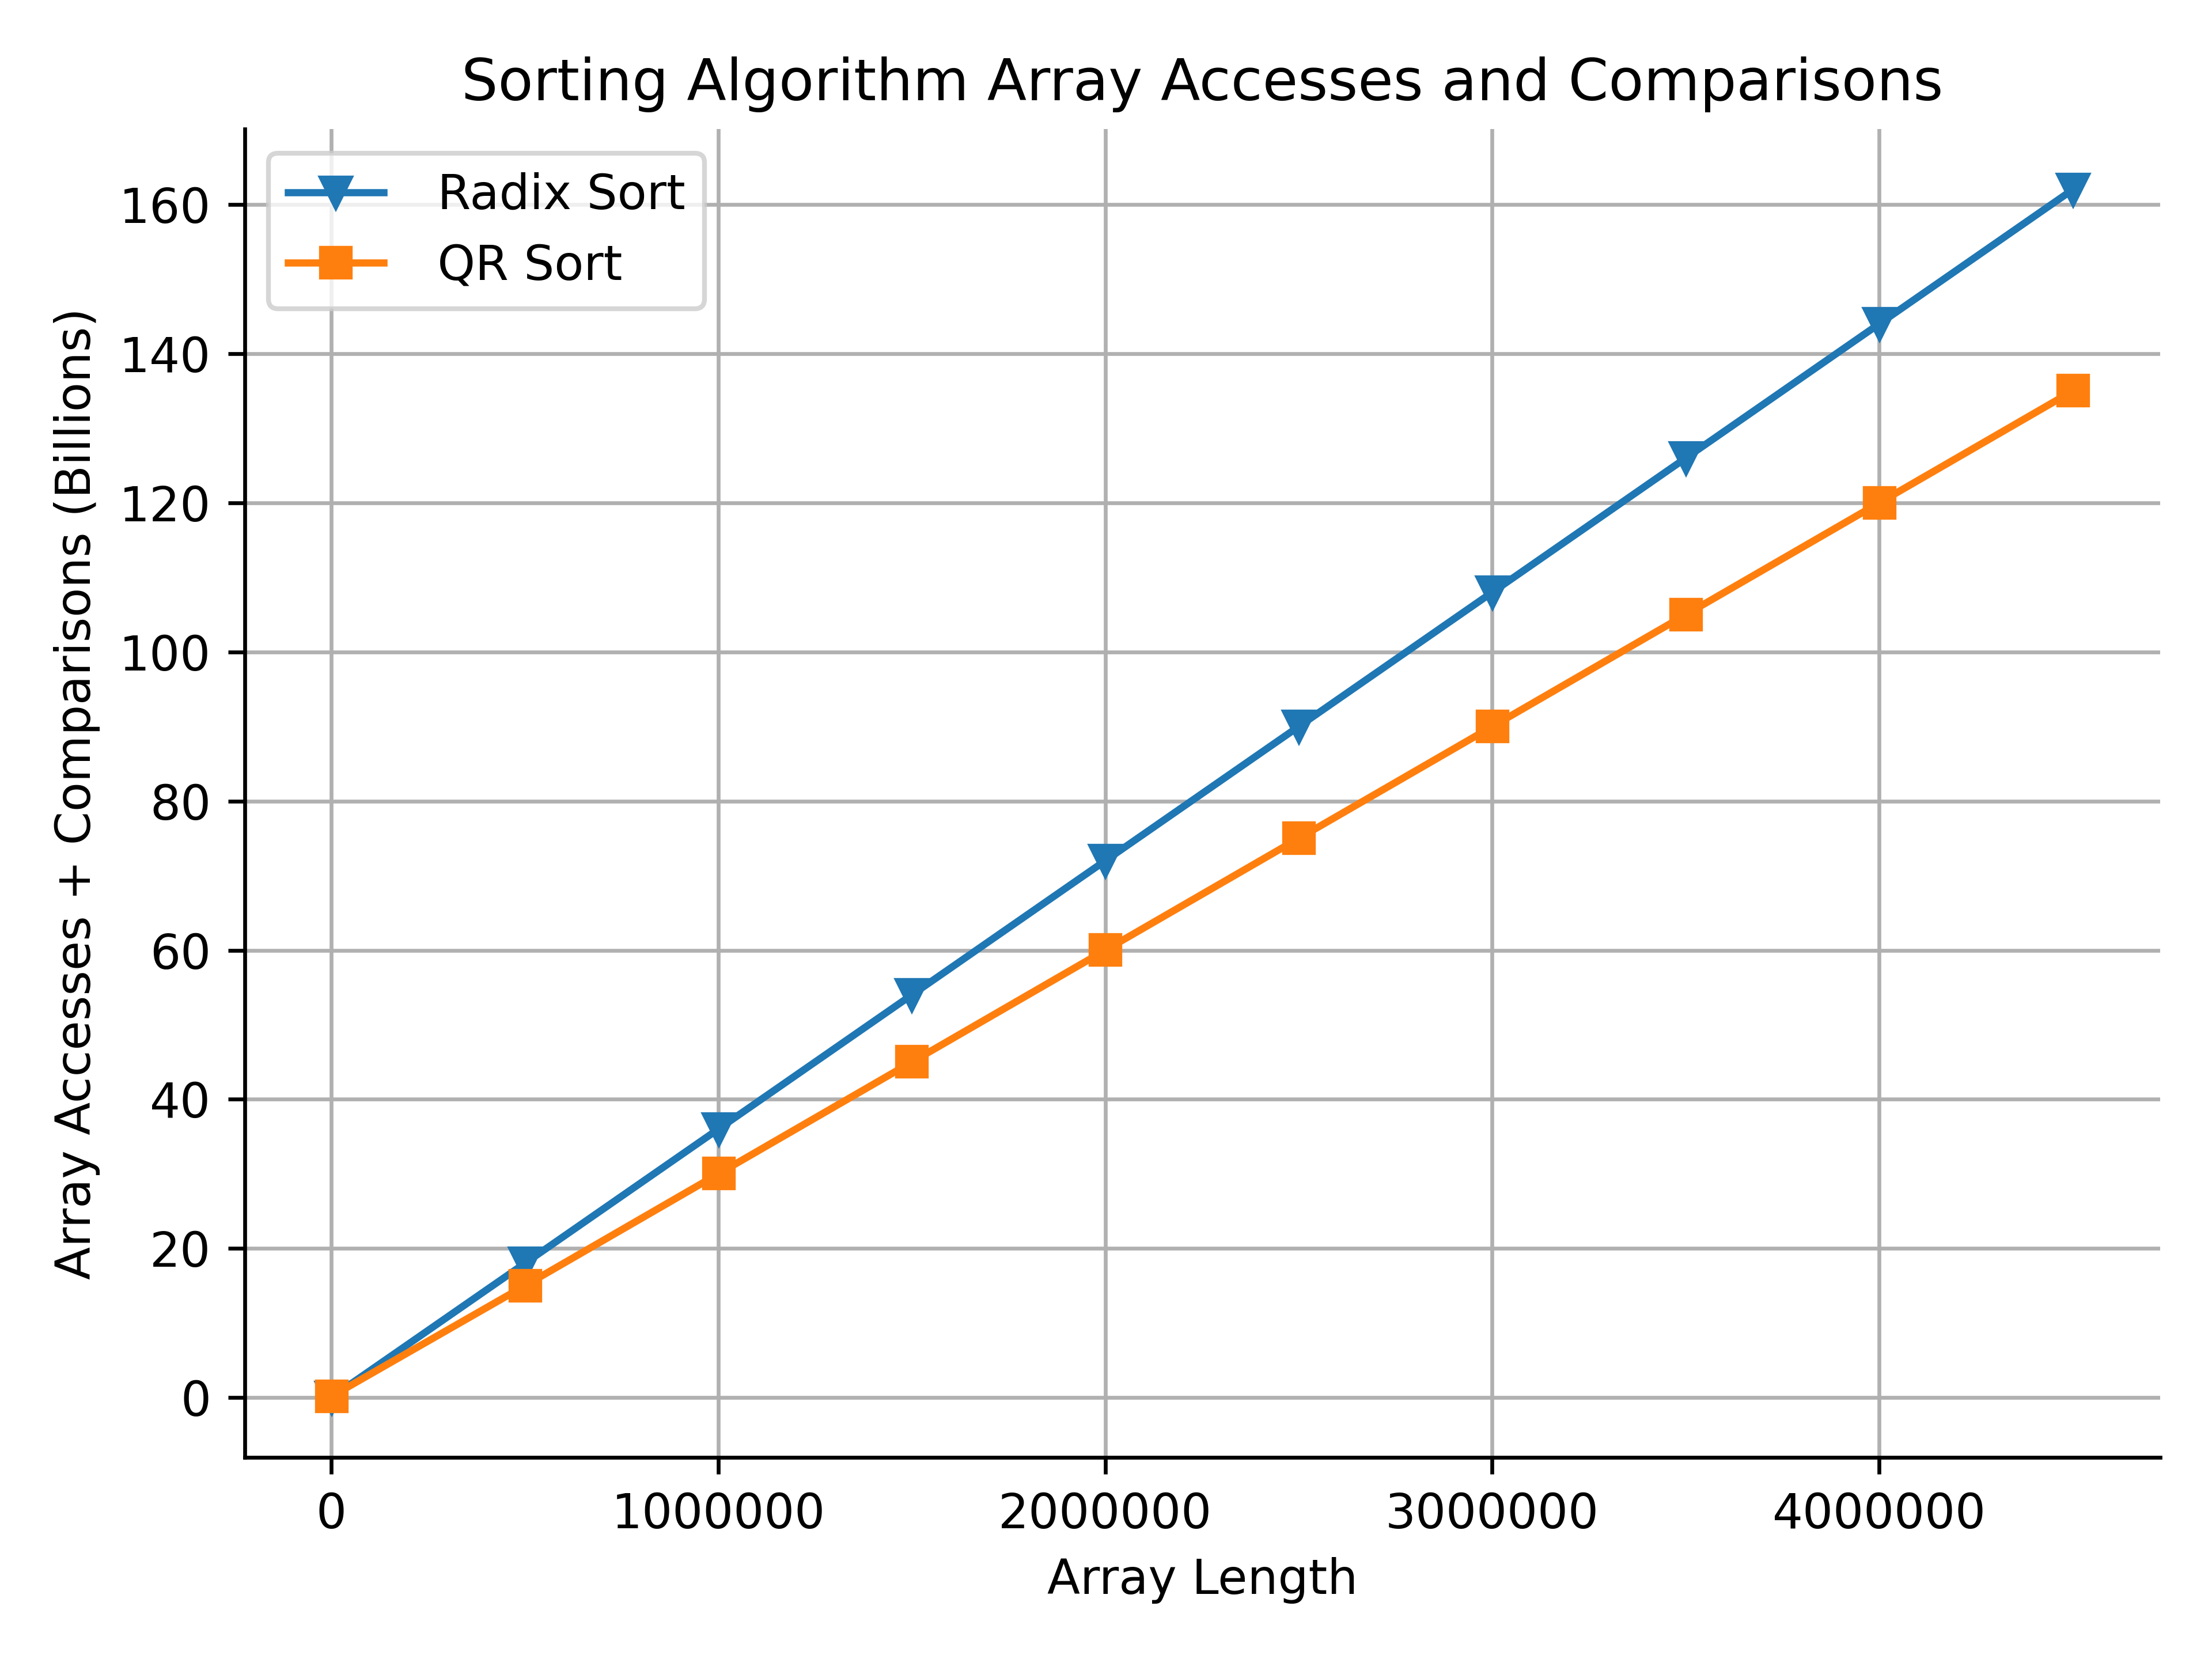 Sorting Algorithm Array Accesses and Comparisons
Radix Sort
QR Sort
Array Accesses + Comparisons (Billions)
160
140
120
100
80
60
40
20
0
0 1000000 2000000 3000000 4000000
Array Length